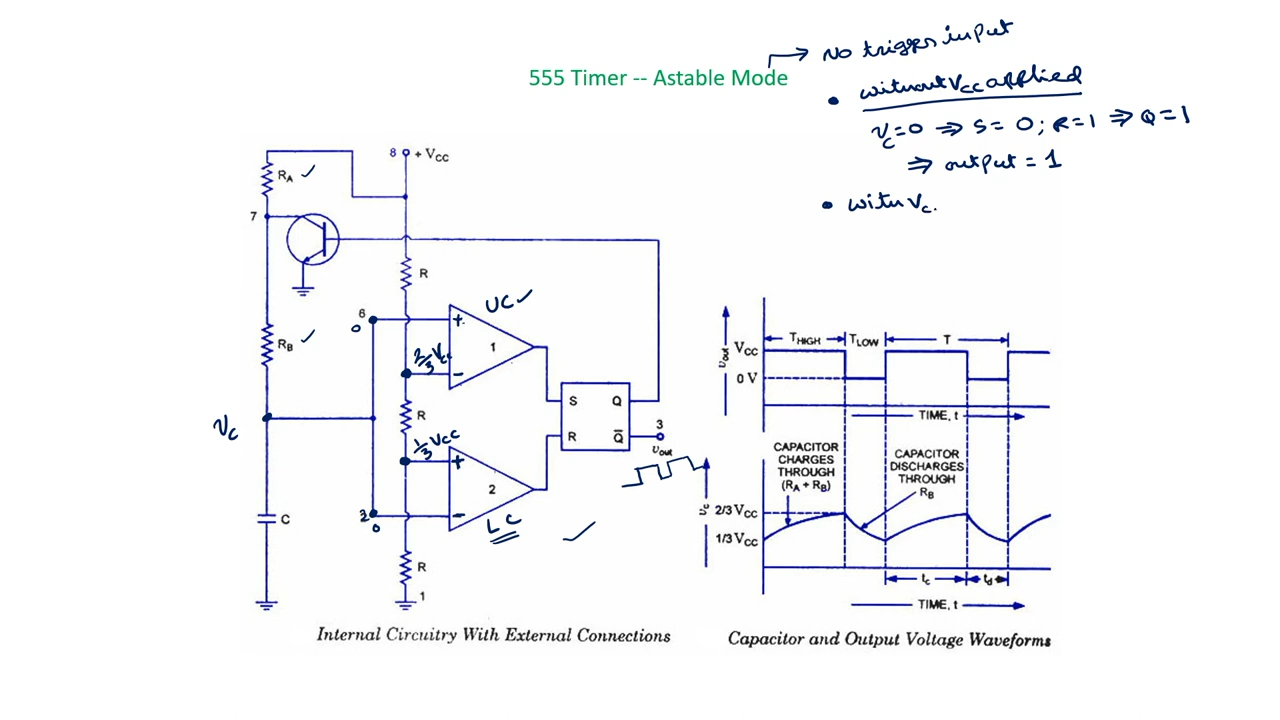 555 Timer -- Astable Mode
→ No trigger input
• without Vcc applied
Vc=0 ⇒ S= 0; R=1 ⇒ Q=1
⇒ output = 1
• with Vc.
8 + VCC
RA ✓
7
R
UC ✓
6
0
+
RB ✓
1
2/3 Vcc
−
S Q
R
Vc
1/3 Vcc
R Q̄
3
vout
+
2
2
0
−
LC
✓
C
R
1
Internal Circuitry With External Connections
THIGH TLOW T
vout
VCC
0 V
TIME, t
CAPACITOR
CHARGES
THROUGH
(RA + RB)
CAPACITOR
DISCHARGES
THROUGH
RB
vc
2/3 VCC
1/3 VCC
tc td
TIME, t
Capacitor and Output Voltage Waveforms